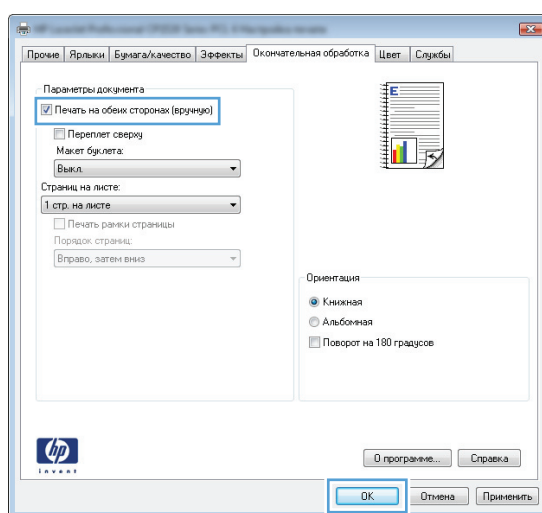 Прочие Ярлыки Бумага/качество Эффекты Окончательная обработка Цвет Службы
Параметры документа
Печать на обеих сторонах (вручную)
Переплет сверху
Макет буклета:
Выкл.
Страниц на листе:
1 стр. на листе
Печать рамки страницы
Порядок страниц:
Вправо, затем вниз
E
Ориентация
Книжная
Альбомная
Поворот на 180 градусов
hp
invent
О программе... Справка
OK Отмена Применить